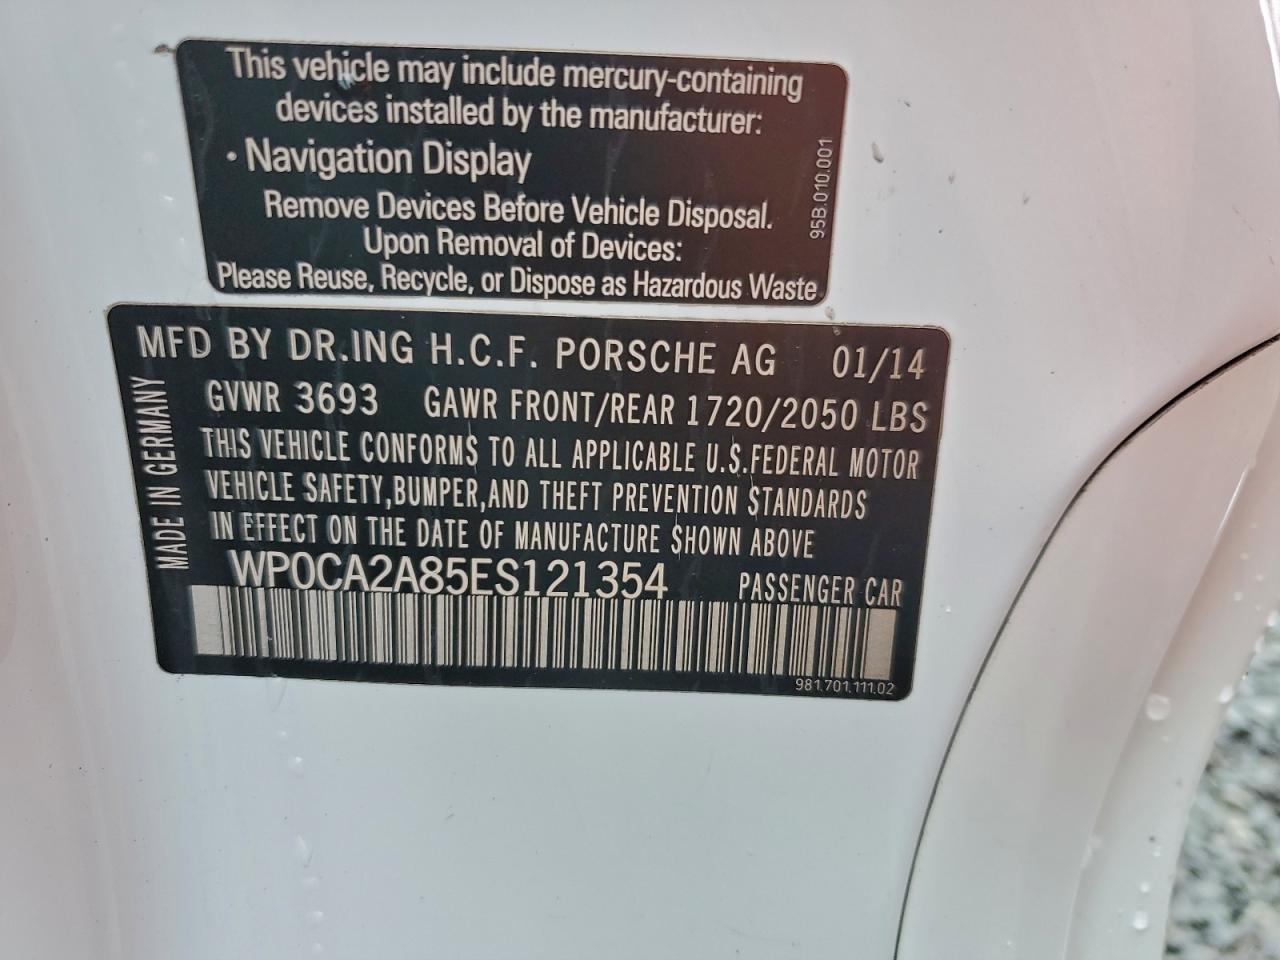 This vehicle may include mercury-containing
devices installed by the manufacturer:
· Navigation Display
Remove Devices Before Vehicle Disposal.
Upon Removal of Devices:
Please Reuse, Recycle, or Dispose as Hazardous Waste
95B.010.001
MFD BY DR.ING H.C.F. PORSCHE AG 01/14
GVWR 3693 GAWR FRONT/REAR 1720/2050 LBS
THIS VEHICLE CONFORMS TO ALL APPLICABLE U.S.FEDERAL MOTOR
VEHICLE SAFETY,BUMPER,AND THEFT PREVENTION STANDARDS
IN EFFECT ON THE DATE OF MANUFACTURE SHOWN ABOVE
WP0CA2A85ES121354 PASSENGER CAR
981.701.111.02
MADE IN GERMANY